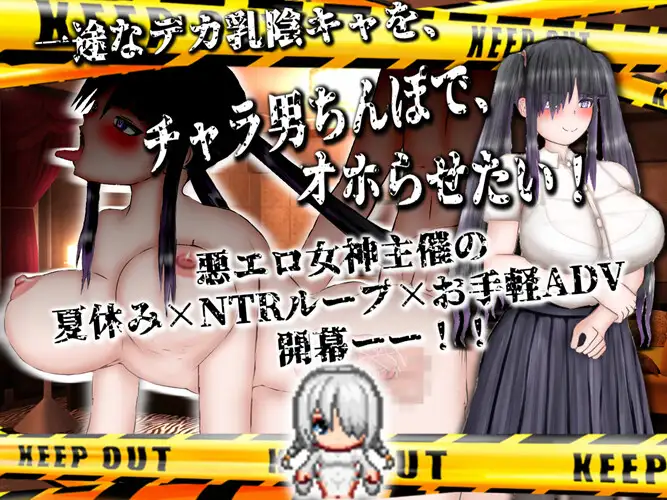 KEEP OUT
一途なデカ乳陰キャを、
チャラ男ちんぽで、
オホらせたい！
悪エロ女神主催の
夏休み×NTRループ×お手軽ADV
開幕ーー！！
KEEP OUT
KEEP OUT
KEEP OUT